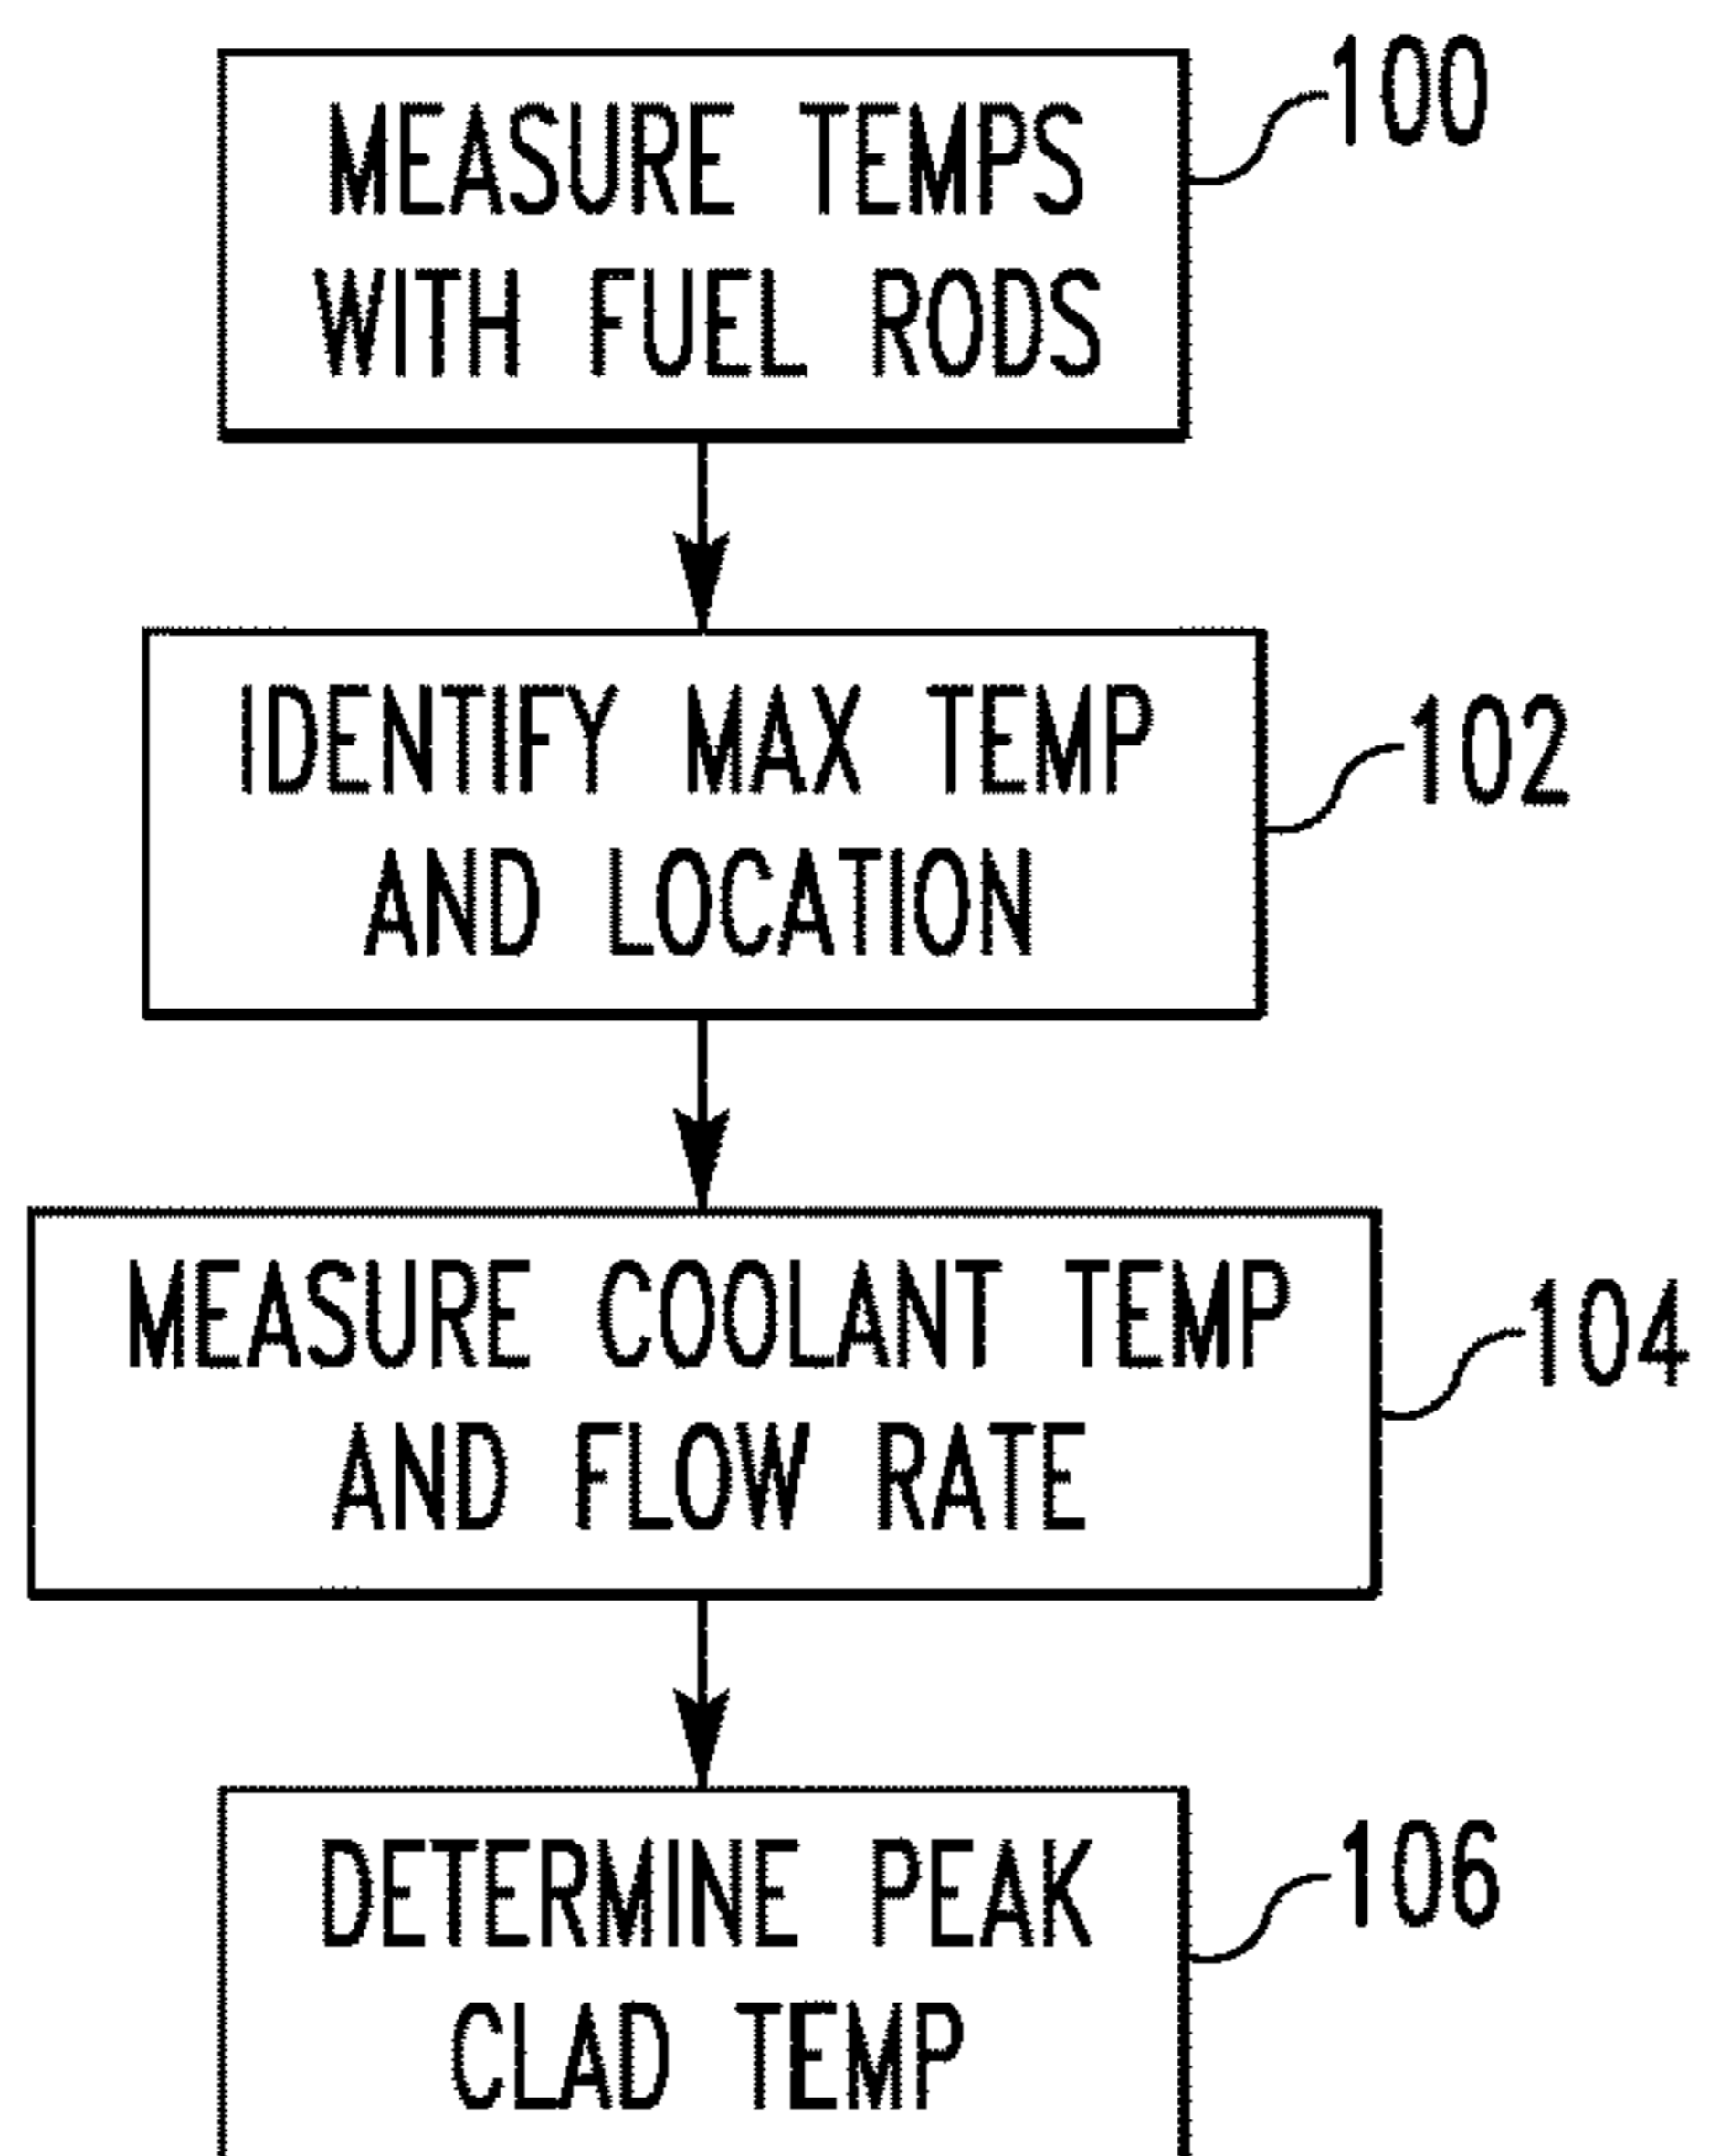 MEASURE TEMPS
WITH FUEL RODS
100
IDENTIFY MAX TEMP
AND LOCATION
102
MEASURE COOLANT TEMP
AND FLOW RATE
104
DETERMINE PEAK
CLAD TEMP
106